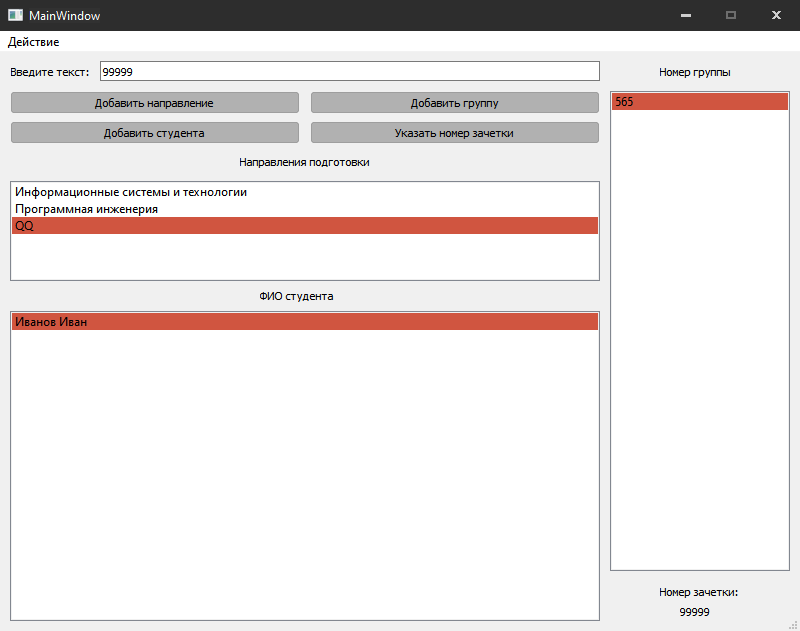 MainWindow
Действие
Введите текст: 99999
Номер группы
Добавить направление
Добавить группу
Добавить студента
Указать номер зачетки
565
Направления подготовки
Информационные системы и технологии
Программная инженерия
QQ
ФИО студента
Иванов Иван
Номер зачетки:
99999